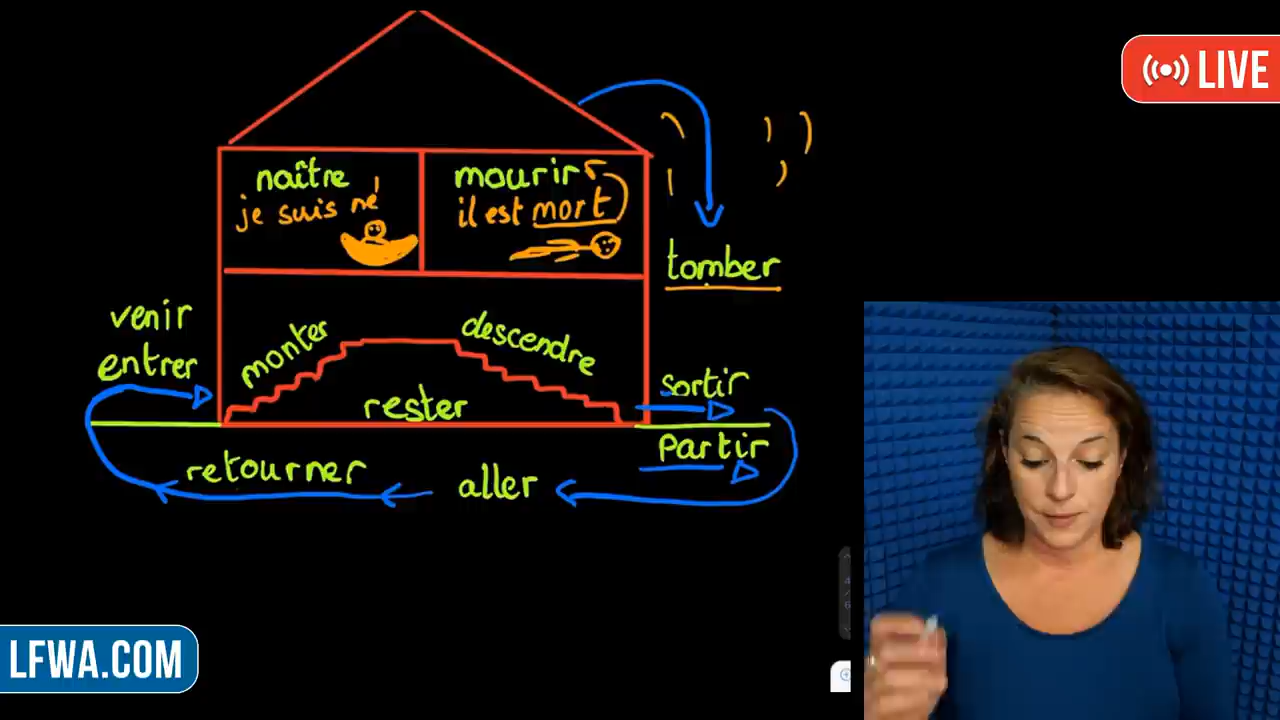 LIVE
naître
je suis né
mourir
il est mort
tomber
venir
entrer
monter
descendre
rester
sortir
Partir
retourner
aller
LFWA.COM